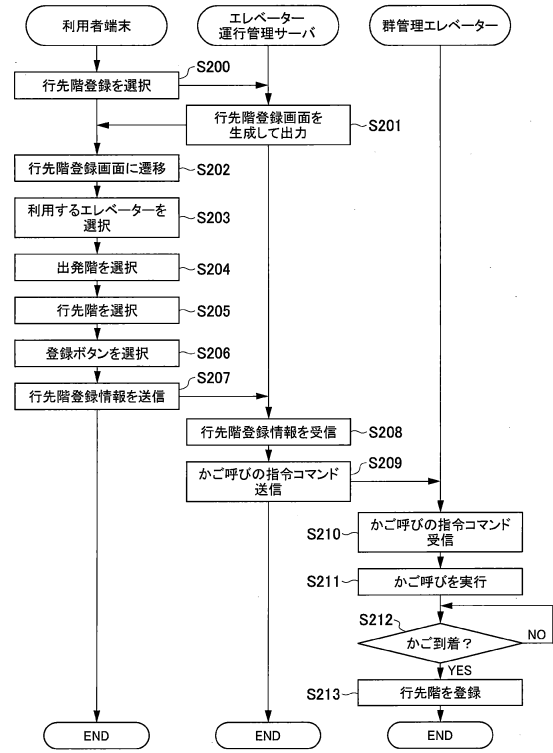 利用者端末
エレベーター
運行管理サーバ
群管理エレベーター
S200
行先階登録を選択
行先階登録画面を
生成して出力
S201
行先階登録画面に遷移
S202
利用するエレベーターを
選択
S203
出発階を選択
S204
行先階を選択
S205
登録ボタンを選択
S206
S207
行先階登録情報を送信
行先階登録情報を受信
S208
S209
かご呼びの指令コマンド
送信
S210
かご呼びの指令コマンド
受信
S211
かご呼びを実行
S212
かご到着？
NO
YES
S213
行先階を登録
END
END
END